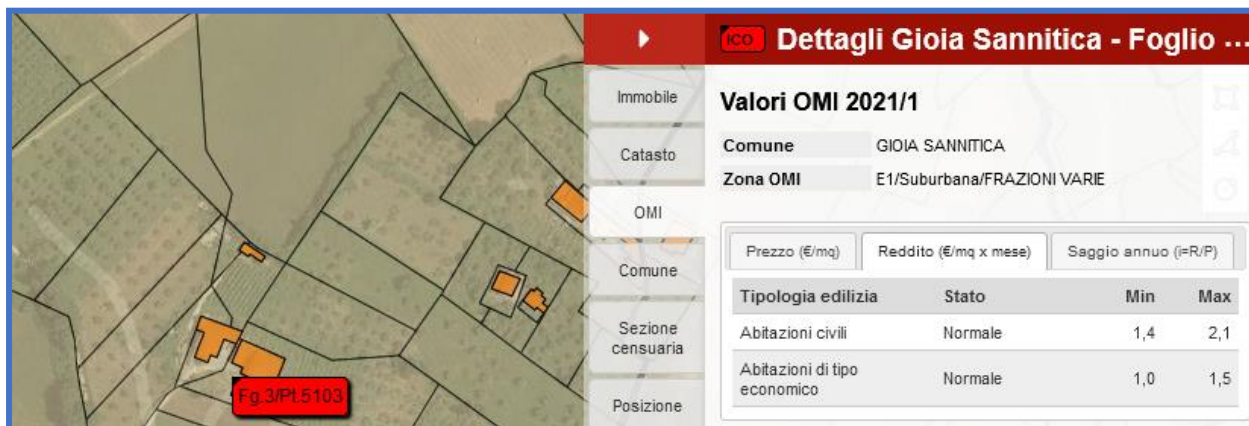 Fg.3/Pt.5103
Immobile
Catasto
OMI
Comune
Sezione
censuaria
Posizione
ICO Dettagli Gioia Sannitica - Foglio ...
Valori OMI 2021/1
Comune GIOIA SANNITICA
Zona OMI E1/Suburbana/FRAZIONI VARIE
Prezzo (€/mq) Reddito (€/mq x mese) Saggio annuo (i=R/P)
Tipologia edilizia Stato Min Max
Abitazioni civili Normale 1,4 2,1
Abitazioni di tipo
economico Normale 1,0 1,5